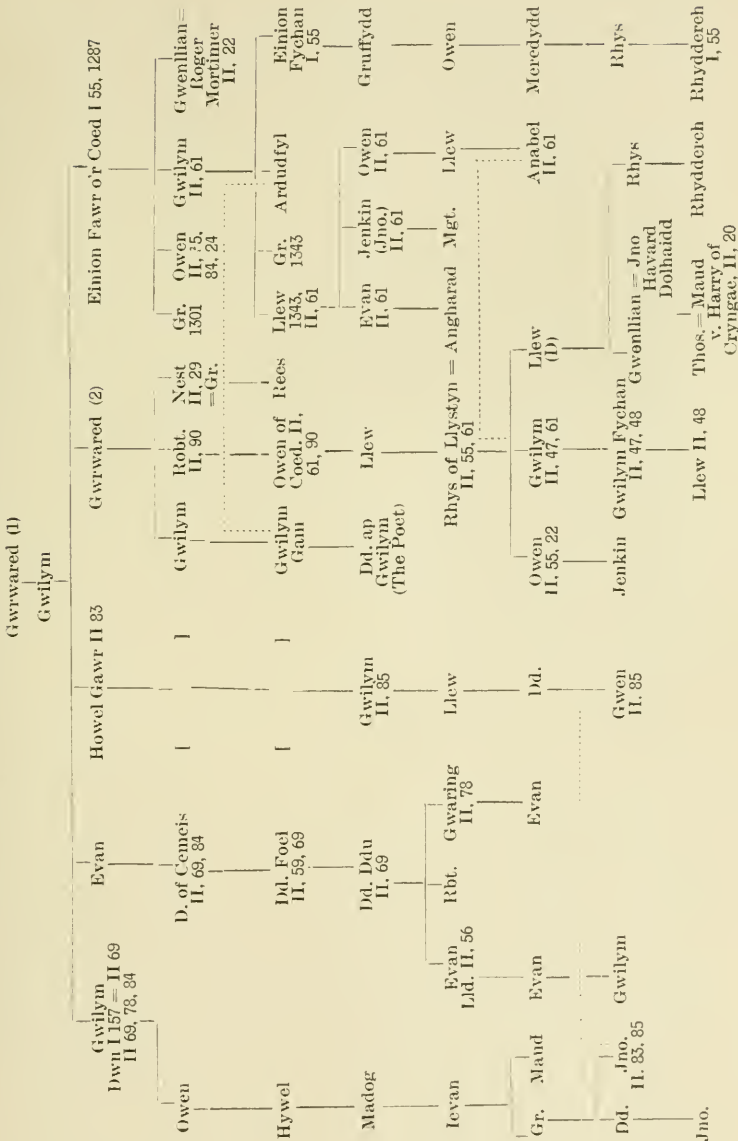 Gwrwared (1)
Gwilym
Gwilym
Dwn I 157 = II 69
II 69, 78, 84
Evan
Howel Gawr II 83
Gwrwared (2)
Einion Fawr o'r Coed I 55, 1287
Owen
D. of Cemeis
II, 69, 84
[ ]
Gwilym
Robt.
II, 90
Nest
II, 29
=Gr.
Gr.
1301
Owen
II, 15,
84, 24
Gwilym
II, 61
Gwenllian =
Roger
Mortimer
II, 22
Hywel
Dd. Foel
II, 59, 69
[ ]
Gwilym
Gam
Owen of
Coed. II,
61, 90
Rees
Llew
1343,
II, 61
Gr.
1343
Ardudfyl
Einion
Fychan
I, 55
Madog
Dd. Ddu
II, 69
Gwilym
II, 85
Dd. ap
Gwilym
(The Poet)
Llew
Evan
II, 61
Jenkin
(Jno.)
II, 61
Owen
II, 61
Gruffydd
Ievan
Evan
Lld. II, 56
Rbt.
Gwaring
II, 78
Llew
Rhys of Llystyn = Angharad
II, 55, 61
Mgt.
Llew
Owen
Gr.
Maud
Evan
Evan
Dd.
Owen
II, 55, 22
Gwilym
II, 47, 61
Llew
(D)
Anabel
II, 61
Meredydd
Dd.
Jno.
II. 83, 85
Gwilym
Gwen
II. 85
Jenkin
Gwilym Fychan
II, 47, 48
Gwenllian = Jno
Havard
Dolhaidd
Rhys
Rhys
Jno.
Llew II, 48
Thos. = Maud
v. Harry of
Cryngae, II, 20
Rhydderch
Rhydderch
I, 55